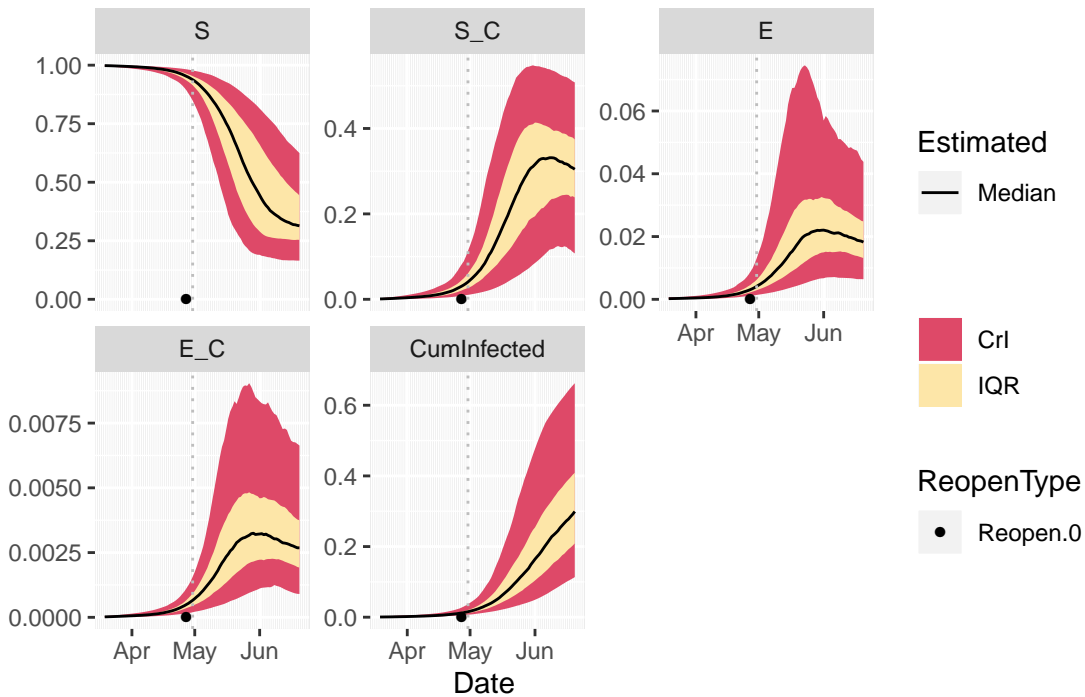 S
S_C
E
1.00
0.75
0.50
0.25
0.00
0.4
0.2
0.0
0.06
0.04
0.02
0.00
Apr May Jun
E_C
CumInfected
0.0075
0.0050
0.0025
0.0000
0.6
0.4
0.2
0.0
Apr May Jun
Apr May Jun
Date
Estimated
Median
CrI
IQR
ReopenType
Reopen.0